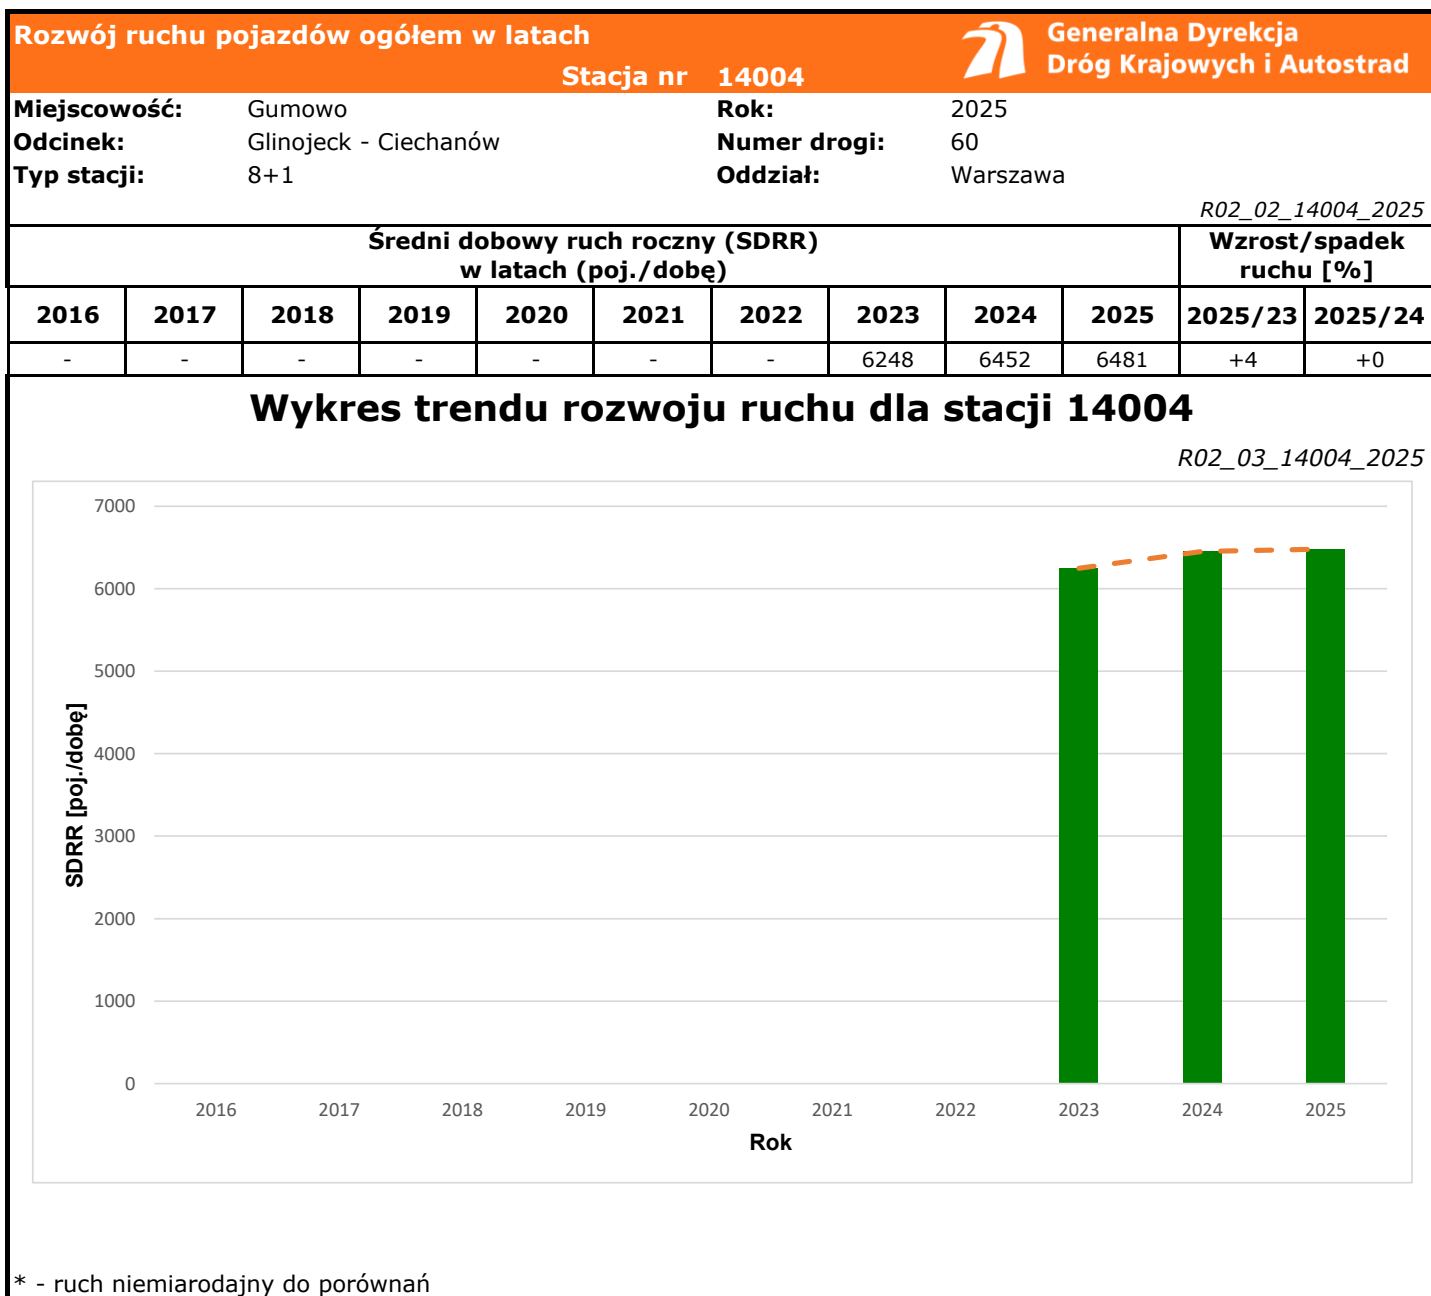 Rozwój ruchu pojazdów ogółem w latach
Stacja nr 14004
Generalna Dyrekcja
Dróg Krajowych i Autostrad
Miejscowość: Gumowo Rok: 2025
Odcinek: Glinojeck - Ciechanów Numer drogi: 60
Typ stacji: 8+1 Oddział: Warszawa
R02_02_14004_2025
Średni dobowy ruch roczny (SDRR)
w latach (poj./dobę)
Wzrost/spadek
ruchu [%]
2016 2017 2018 2019 2020 2021 2022 2023 2024 2025 2025/23 2025/24
- - - - - - - 6248 6452 6481 +4 +0
Wykres trendu rozwoju ruchu dla stacji 14004
R02_03_14004_2025
SDRR [poj./dobę]
7000
6000
5000
4000
3000
2000
1000
0
2016 2017 2018 2019 2020 2021 2022 2023 2024 2025
Rok
* - ruch niemiarodajny do porównań